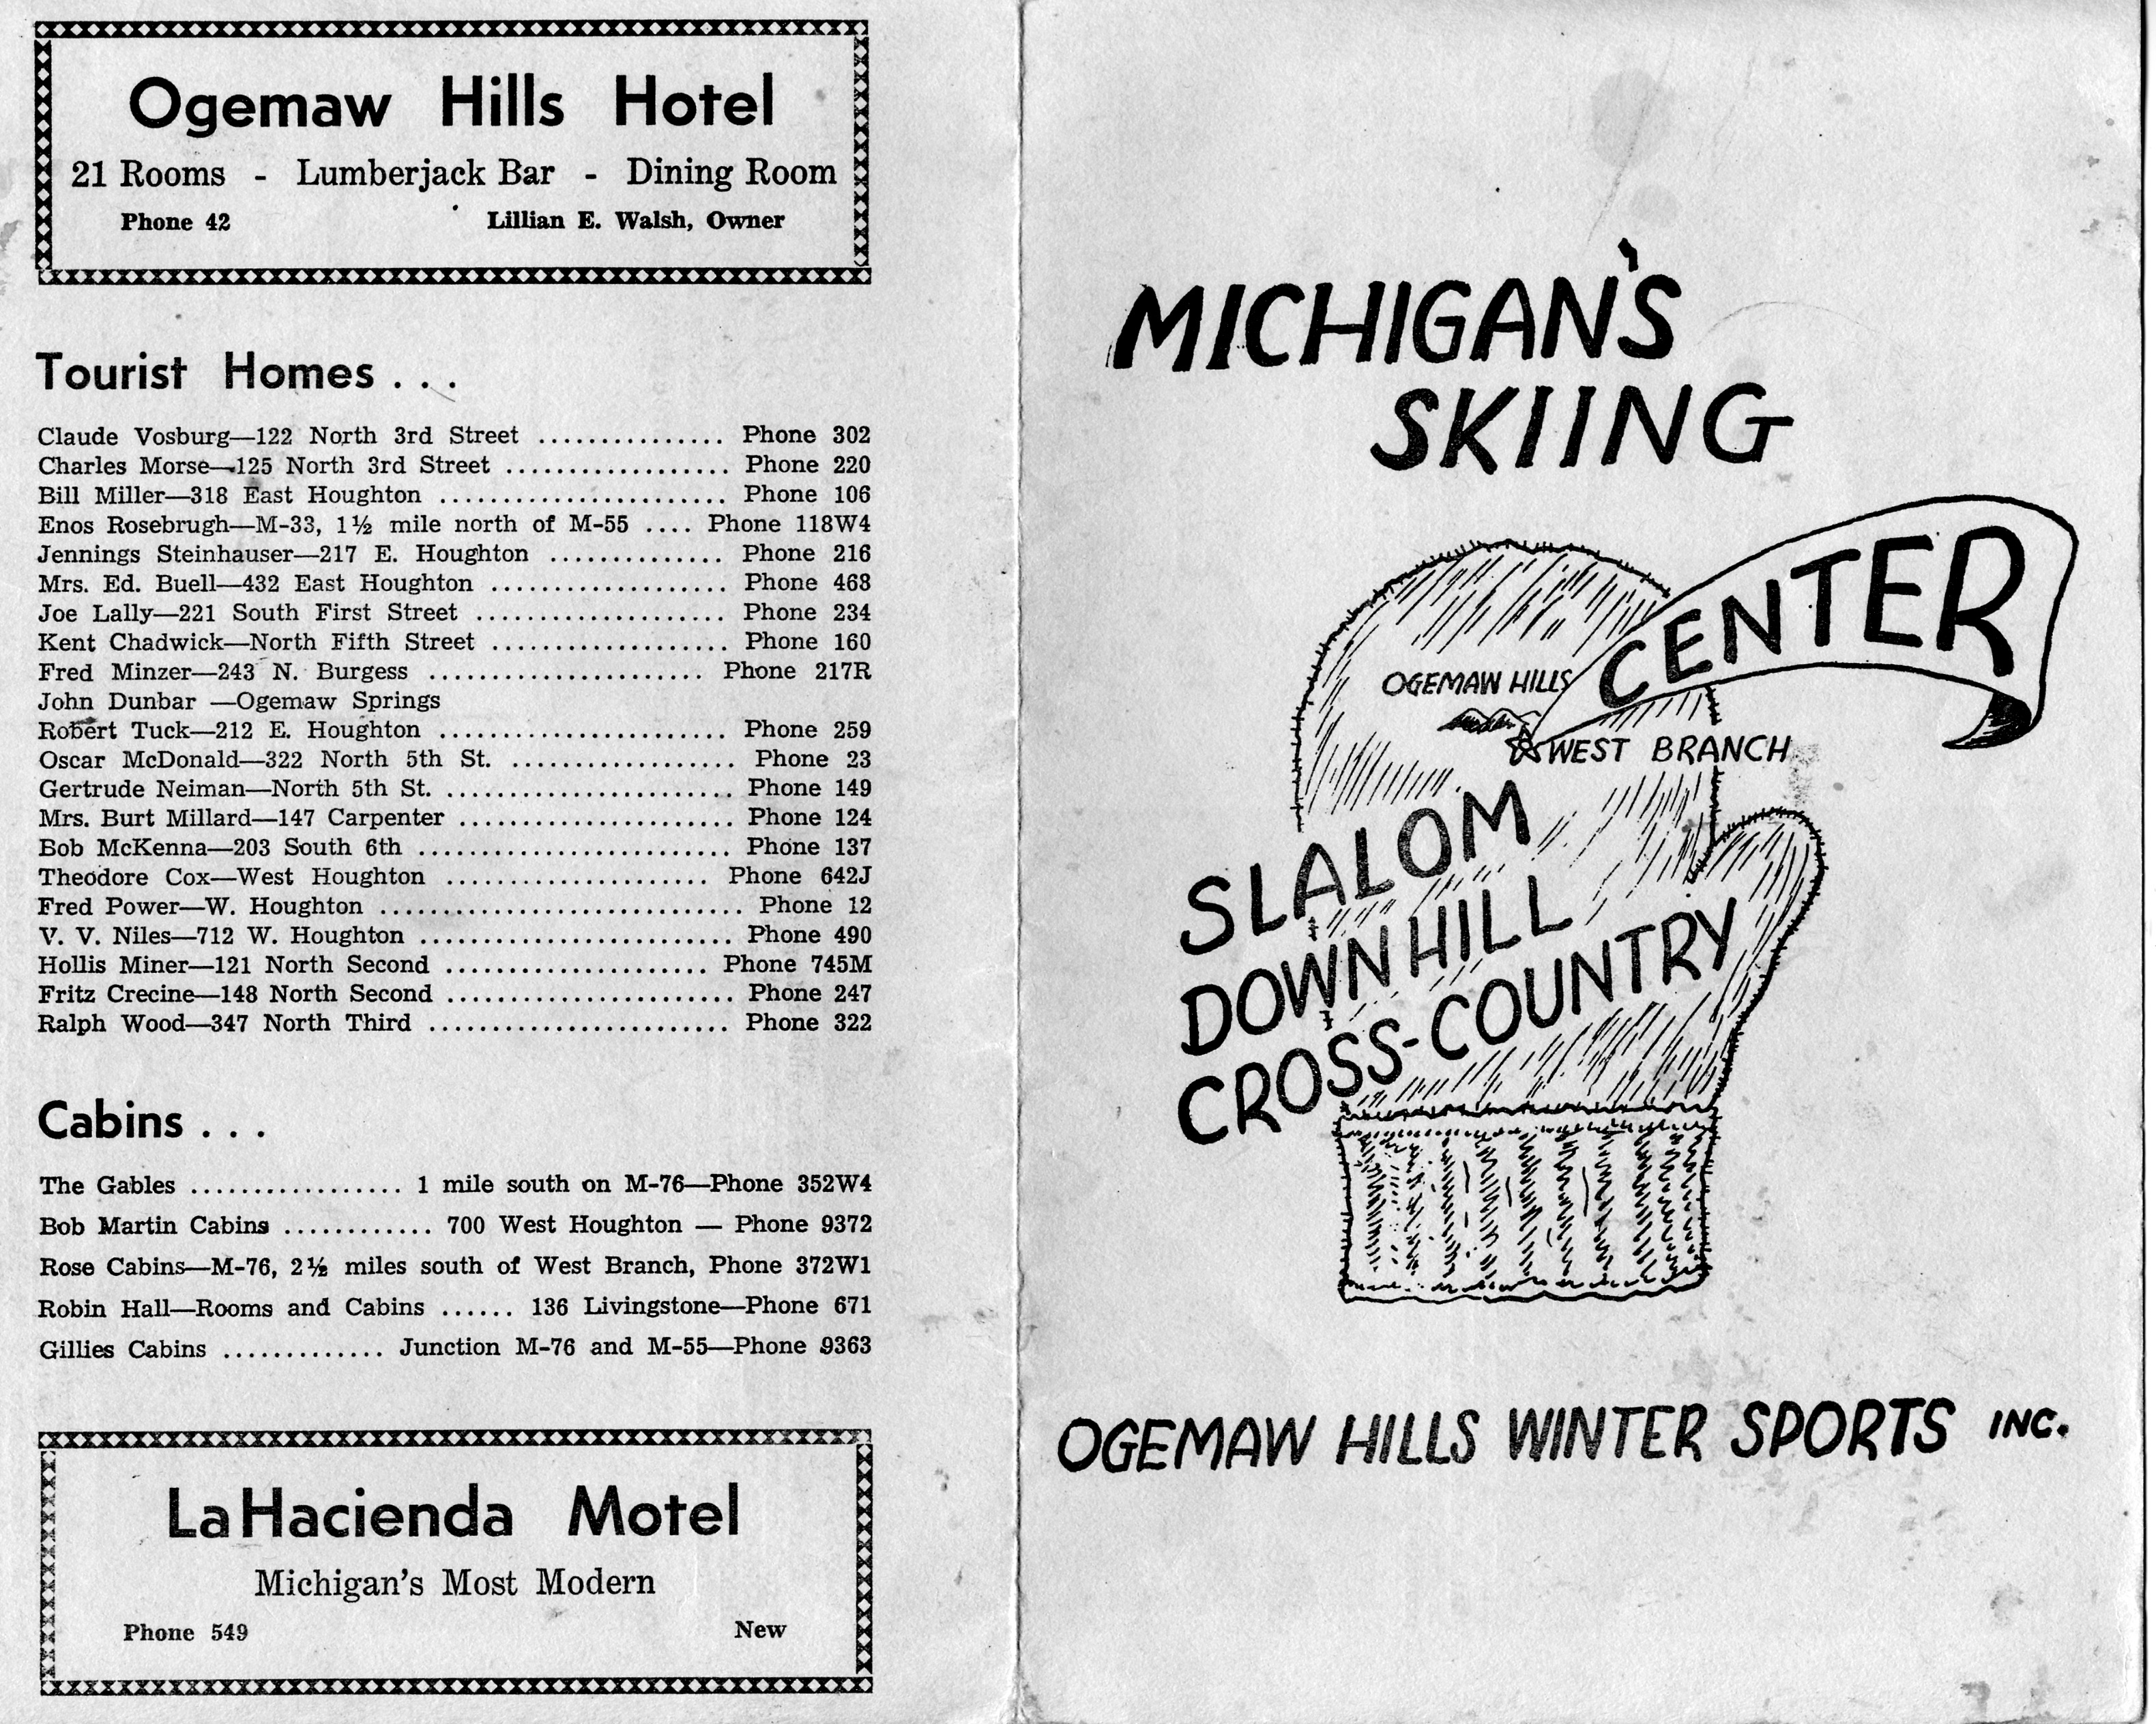 Ogemaw Hills Hotel
21 Rooms - Lumberjack Bar - Dining Room
Phone 42 Lillian E. Walsh, Owner
Tourist Homes . . .
Claude Vosburg—122 North 3rd Street ............... Phone 302
Charles Morse—125 North 3rd Street .................. Phone 220
Bill Miller—318 East Houghton ....................... Phone 106
Enos Rosebrugh—M-33, 1½ mile north of M-55 .... Phone 118W4
Jennings Steinhauser—217 E. Houghton .............. Phone 216
Mrs. Ed. Buell—432 East Houghton ................... Phone 468
Joe Lally—221 South First Street .................... Phone 234
Kent Chadwick—North Fifth Street ................... Phone 160
Fred Minzer—243 N. Burgess ...................... Phone 217R
John Dunbar —Ogemaw Springs
Robert Tuck—212 E. Houghton ....................... Phone 259
Oscar McDonald—322 North 5th St. .................. Phone 23
Gertrude Neiman—North 5th St. ....................... Phone 149
Mrs. Burt Millard—147 Carpenter ...................... Phone 124
Bob McKenna—203 South 6th ......................... Phone 137
Theodore Cox—West Houghton ..................... Phone 642J
Fred Power—W. Houghton ............................. Phone 12
V. V. Niles—712 W. Houghton ......................... Phone 490
Hollis Miner—121 North Second ..................... Phone 745M
Fritz Crecine—148 North Second ....................... Phone 247
Ralph Wood—347 North Third ........................ Phone 322
Cabins . . .
The Gables ................. 1 mile south on M-76—Phone 352W4
Bob Martin Cabins ............ 700 West Houghton — Phone 9372
Rose Cabins—M-76, 2½ miles south of West Branch, Phone 372W1
Robin Hall—Rooms and Cabins ...... 136 Livingstone—Phone 671
Gillies Cabins ............. Junction M-76 and M-55—Phone 9363
LaHacienda Motel
Michigan's Most Modern
Phone 549 New
MICHIGAN'S
SKIING
CENTER
OGEMAW HILLS
WEST BRANCH
SLALOM
DOWNHILL
CROSS-COUNTRY
OGEMAW HILLS WINTER SPORTS INC.